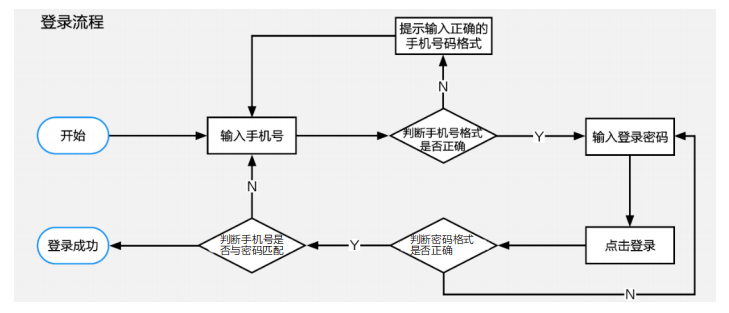 登录流程
提示输入正确的
手机号码格式
N
开始
输入手机号
判断手机号格式
是否正确
Y
输入登录密码
N
登录成功
判断手机号是
否与密码匹配
Y
判断密码格式
是否正确
点击登录
N